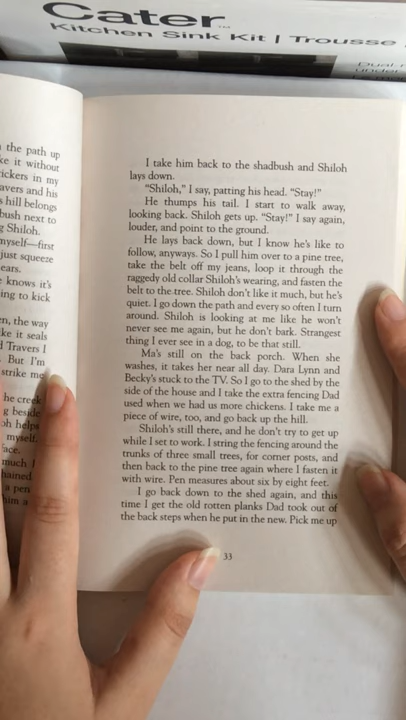 Cater™
Kitchen Sink Kit | Trousse
Dual,
under
the path up
ke it without
ickers in my
avers and his
s hill belongs
bush next to
g Shiloh.
myself—first
just squeeze
ears.
e knows it's
ing to kick
en, the way
ke it seals
d Travers I
. But I'm
strike me
he creek
g beside
oh helps
myself.
face.
much
hained
a pen
him a
I take him back to the shadbush and Shiloh
lays down.
"Shiloh," I say, patting his head. "Stay!"
He thumps his tail. I start to walk away,
looking back. Shiloh gets up. "Stay!" I say again,
louder, and point to the ground.
He lays back down, but I know he's like to
follow, anyways. So I pull him over to a pine tree,
take the belt off my jeans, loop it through the
raggedy old collar Shiloh's wearing, and fasten the
belt to the tree. Shiloh don't like it much, but he's
quiet. I go down the path and every so often I turn
around. Shiloh is looking at me like he won't
never see me again, but he don't bark. Strangest
thing I ever see in a dog, to be that still.
Ma's still on the back porch. When she
washes, it takes her near all day. Dara Lynn and
Becky's stuck to the TV. So I go to the shed by the
side of the house and I take the extra fencing Dad
used when we had us more chickens. I take me a
piece of wire, too, and go back up the hill.
Shiloh's still there, and he don't try to get up
while I set to work. I string the fencing around the
trunks of three small trees, for corner posts, and
then back to the pine tree again where I fasten it
with wire. Pen measures about six by eight feet.
I go back down to the shed again, and this
time I get the old rotten planks Dad took out of
the back steps when he put in the new. Pick me up
33